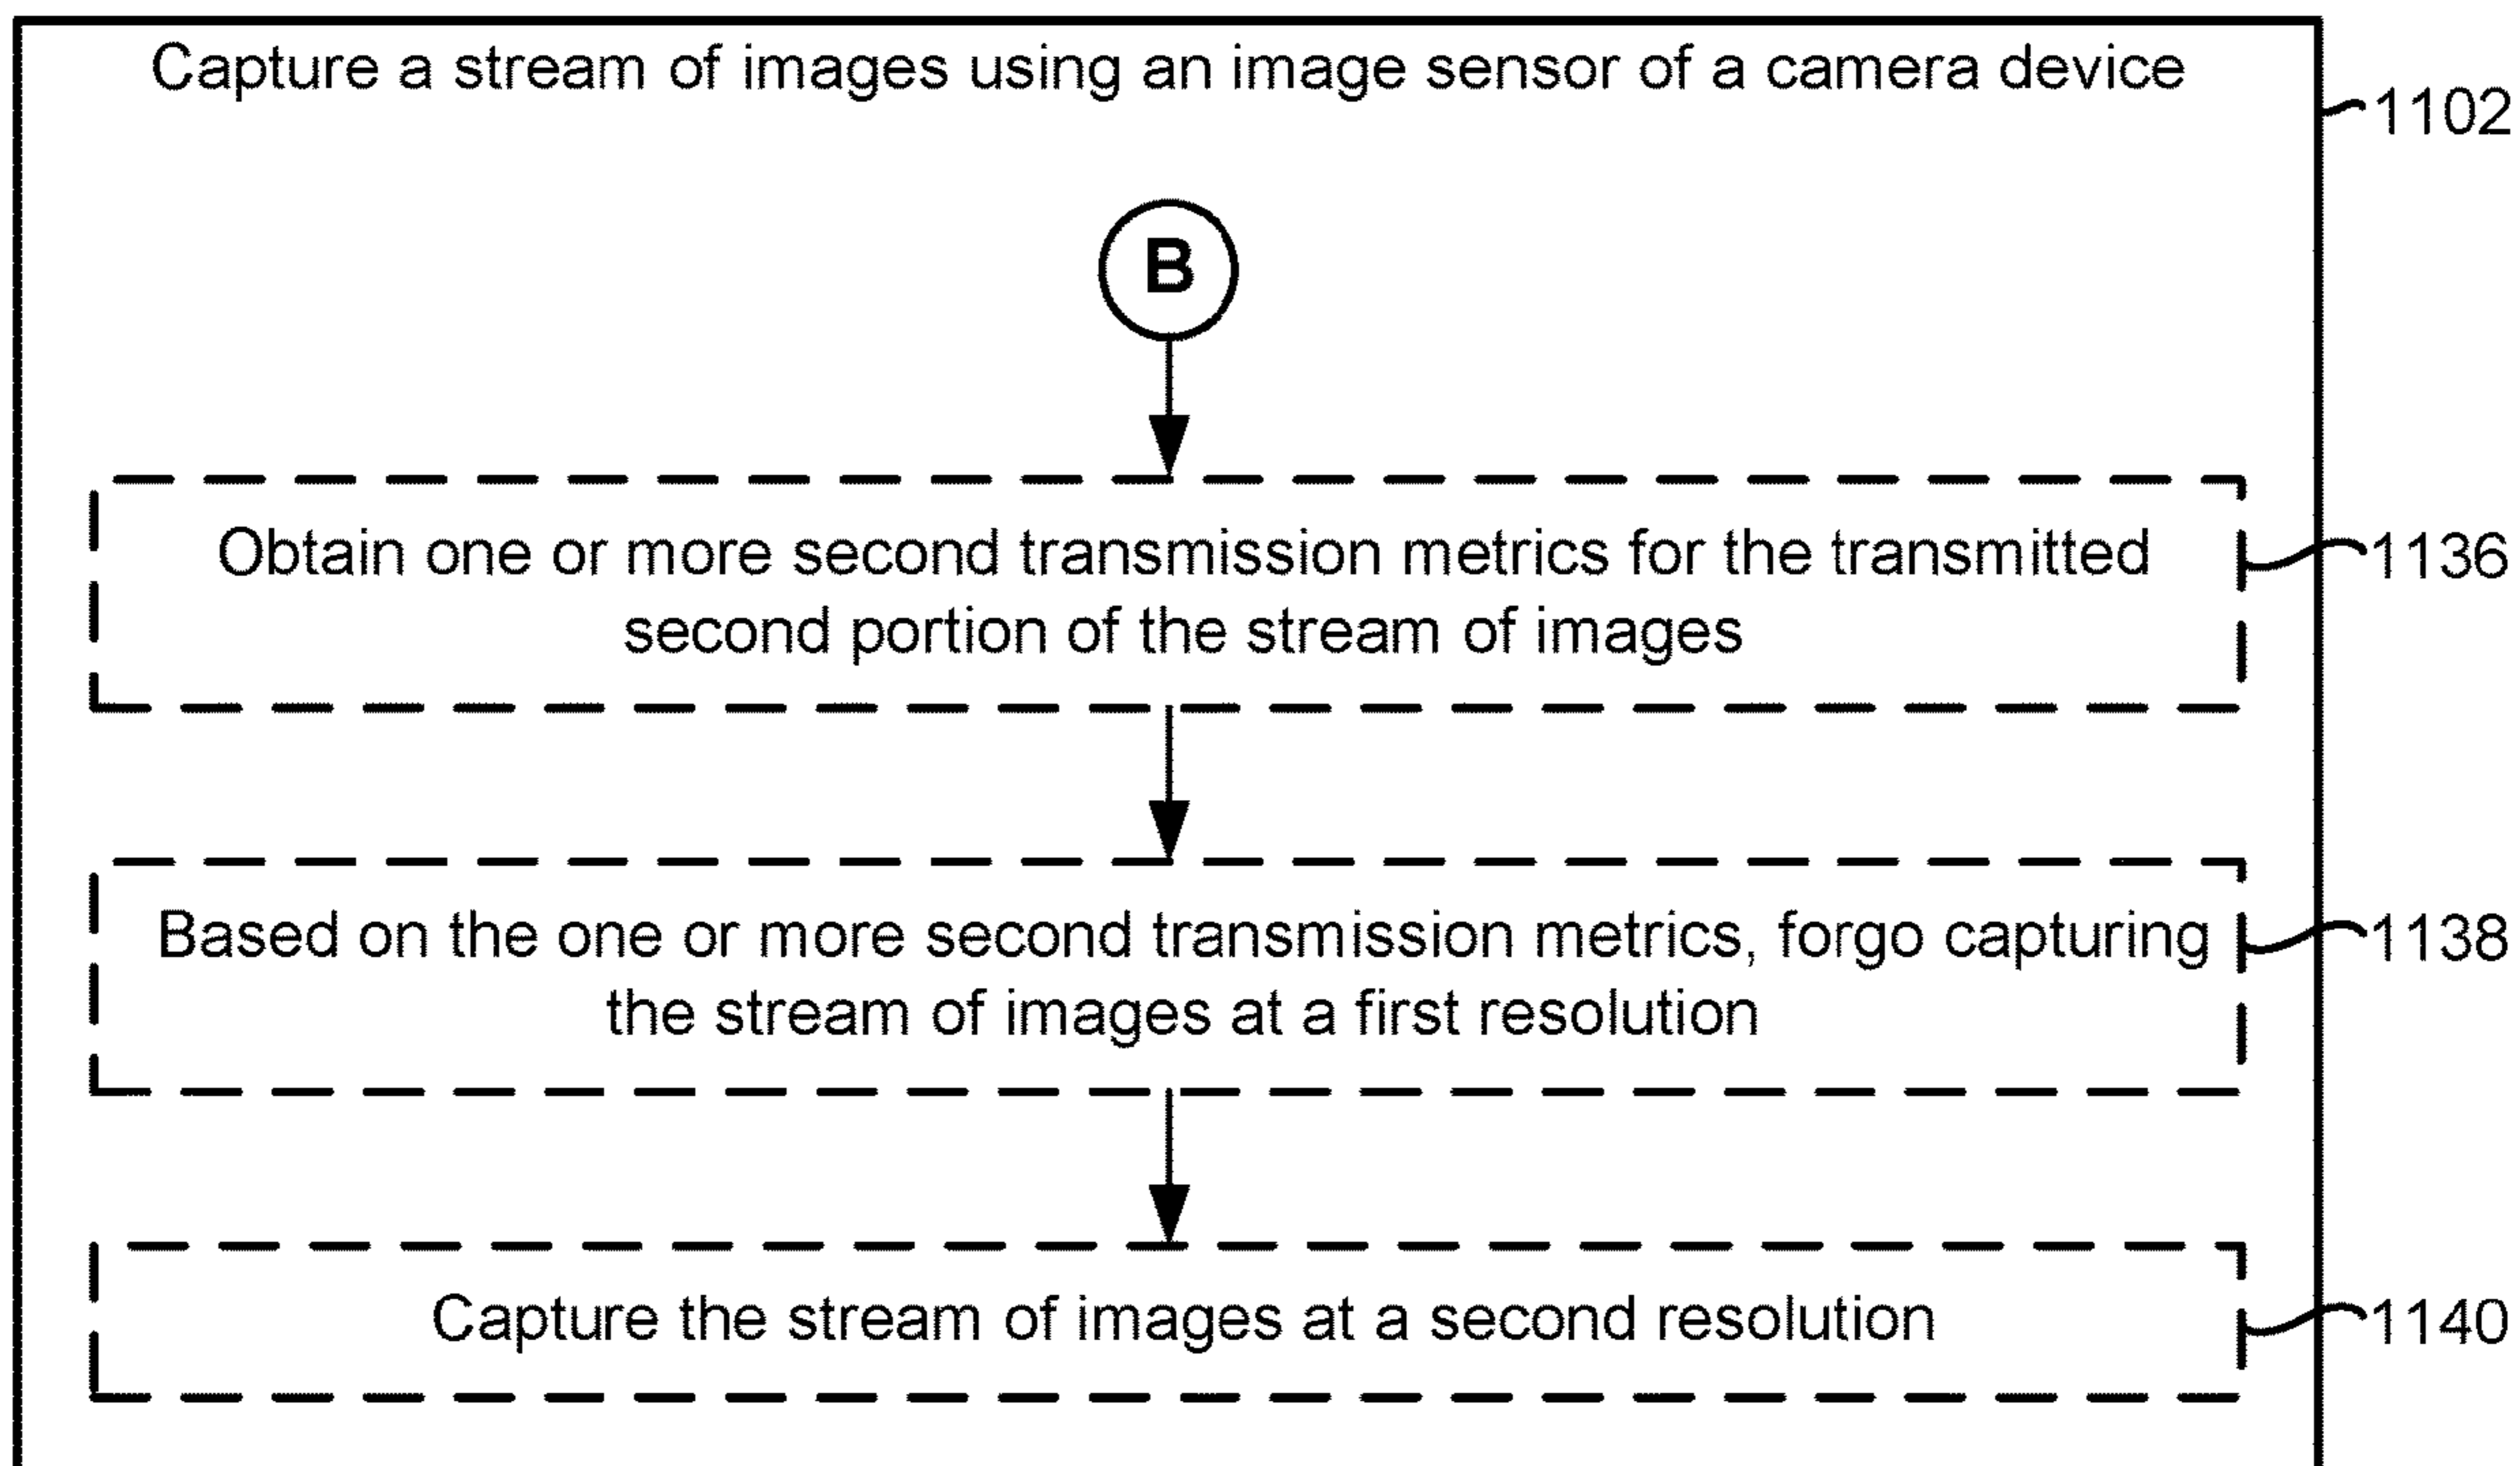 Capture a stream of images using an image sensor of a camera device
1102
B
Obtain one or more second transmission metrics for the transmitted
second portion of the stream of images
1136
Based on the one or more second transmission metrics, forgo capturing
the stream of images at a first resolution
1138
Capture the stream of images at a second resolution
1140